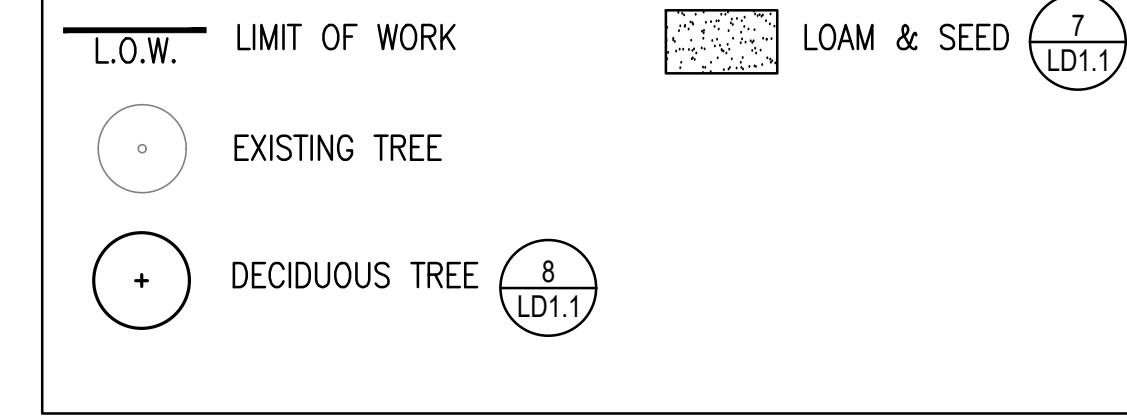 L.O.W. LIMIT OF WORK
LOAM & SEED 7
LD1.1
EXISTING TREE
DECIDUOUS TREE 8
LD1.1